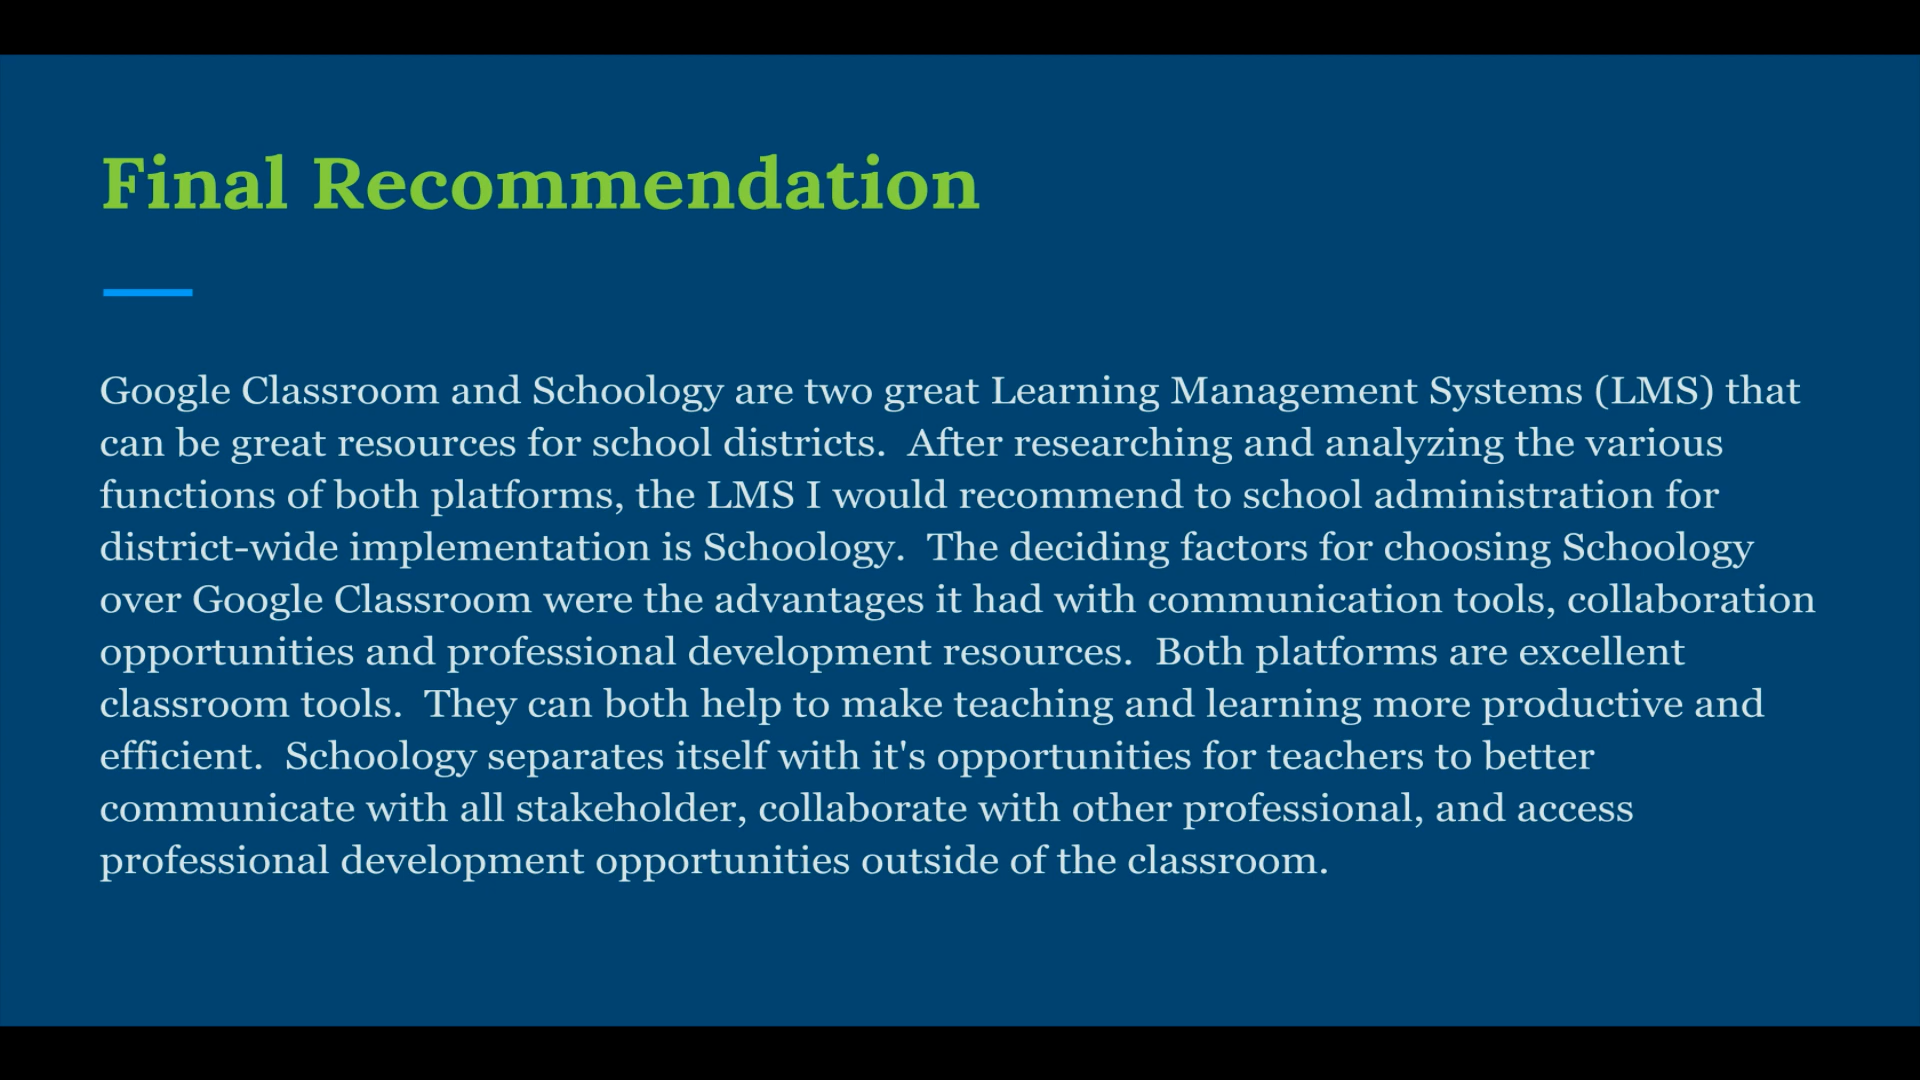 Final Recommendation
Google Classroom and Schoology are two great Learning Management Systems (LMS) that
can be great resources for school districts.  After researching and analyzing the various
functions of both platforms, the LMS I would recommend to school administration for
district-wide implementation is Schoology.  The deciding factors for choosing Schoology
over Google Classroom were the advantages it had with communication tools, collaboration
opportunities and professional development resources.  Both platforms are excellent
classroom tools.  They can both help to make teaching and learning more productive and
efficient.  Schoology separates itself with it's opportunities for teachers to better
communicate with all stakeholder, collaborate with other professional, and access
professional development opportunities outside of the classroom.